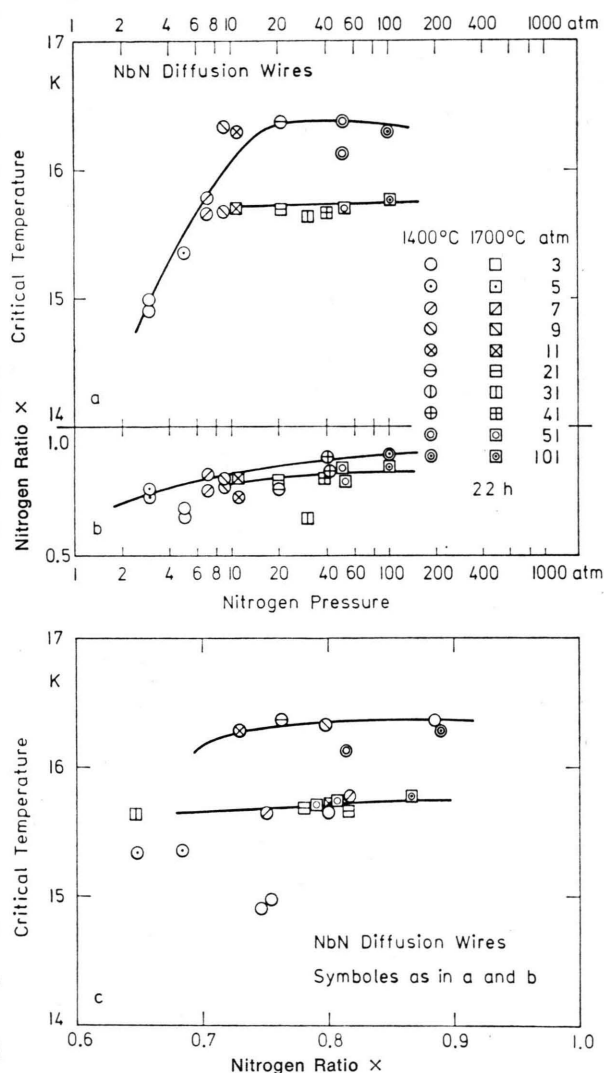 1 2 4 6 8 10 20 40 60 100 200 400 1000 atm
17
K
NbN Diffusion Wires
16
Critical Temperature
15
14
a
1400°C 1700°C atm
3
5
7
9
11
21
31
41
51
101
22 h
1.0
Nitrogen Ratio X
b
0.5
1 2 4 6 8 10 20 40 60 100 200 400 1000 atm
Nitrogen Pressure
17
K
16
Critical Temperature
15
NbN Diffusion Wires
Symboles as in a and b
c
14
0.6 0.7 0.8 0.9 1.0
Nitrogen Ratio X